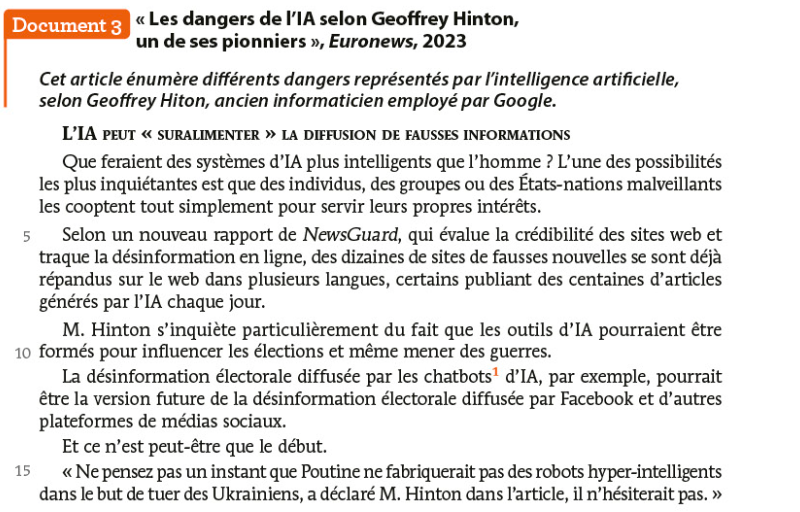 Document 3
« Les dangers de l’IA selon Geoffrey Hinton,
un de ses pionniers », Euronews, 2023
Cet article énumère différents dangers représentés par l’intelligence artificielle,
selon Geoffrey Hiton, ancien informaticien employé par Google.
L’IA PEUT « SURALIMENTER » LA DIFFUSION DE FAUSSES INFORMATIONS
Que feraient des systèmes d’IA plus intelligents que l’homme ? L’une des possibilités
les plus inquiétantes est que des individus, des groupes ou des États-nations malveillants
les cooptent tout simplement pour servir leurs propres intérêts.
5 Selon un nouveau rapport de NewsGuard, qui évalue la crédibilité des sites web et
traque la désinformation en ligne, des dizaines de sites de fausses nouvelles se sont déjà
répandus sur le web dans plusieurs langues, certains publiant des centaines d’articles
générés par l’IA chaque jour.
M. Hinton s’inquiète particulièrement du fait que les outils d’IA pourraient être
10 formés pour influencer les élections et même mener des guerres.
La désinformation électorale diffusée par les chatbots¹ d’IA, par exemple, pourrait
être la version future de la désinformation électorale diffusée par Facebook et d’autres
plateformes de médias sociaux.
Et ce n’est peut-être que le début.
15 « Ne pensez pas un instant que Poutine ne fabriquerait pas des robots hyper-intelligents
dans le but de tuer des Ukrainiens, a déclaré M. Hinton dans l’article, il n’hésiterait pas. »